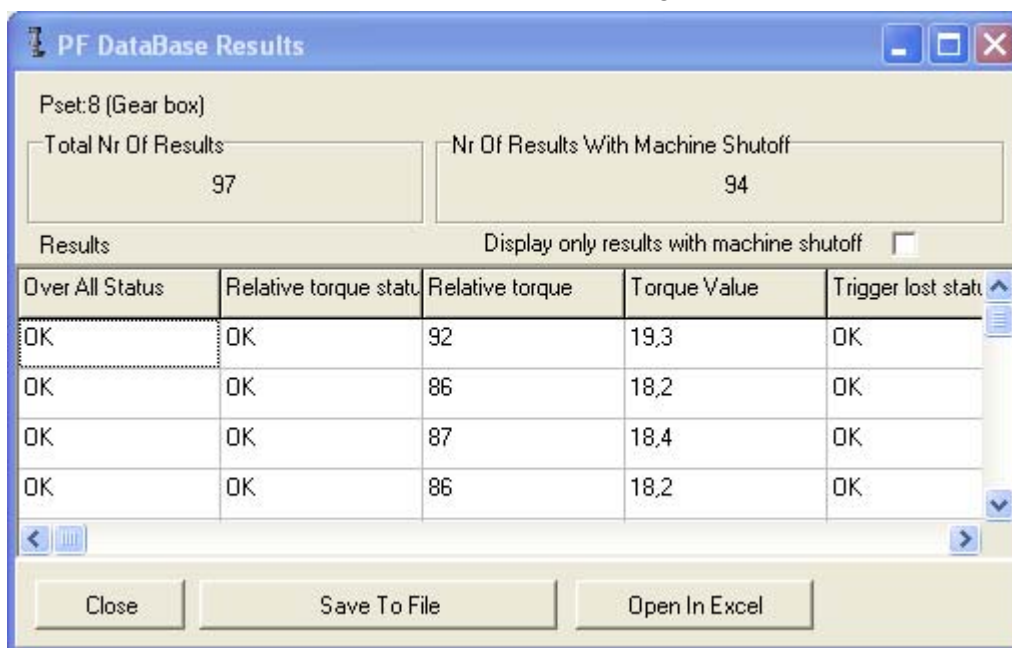 PF DataBase Results
Pset:8 (Gear box)
Total Nr Of Results Nr Of Results With Machine Shutoff
97 94
Results Display only results with machine shutoff
Over All Status Relative torque statu Relative torque Torque Value Trigger lost statu
OK OK 92 19,3 OK
OK OK 86 18,2 OK
OK OK 87 18,4 OK
OK OK 86 18,2 OK
Close Save To File Open In Excel